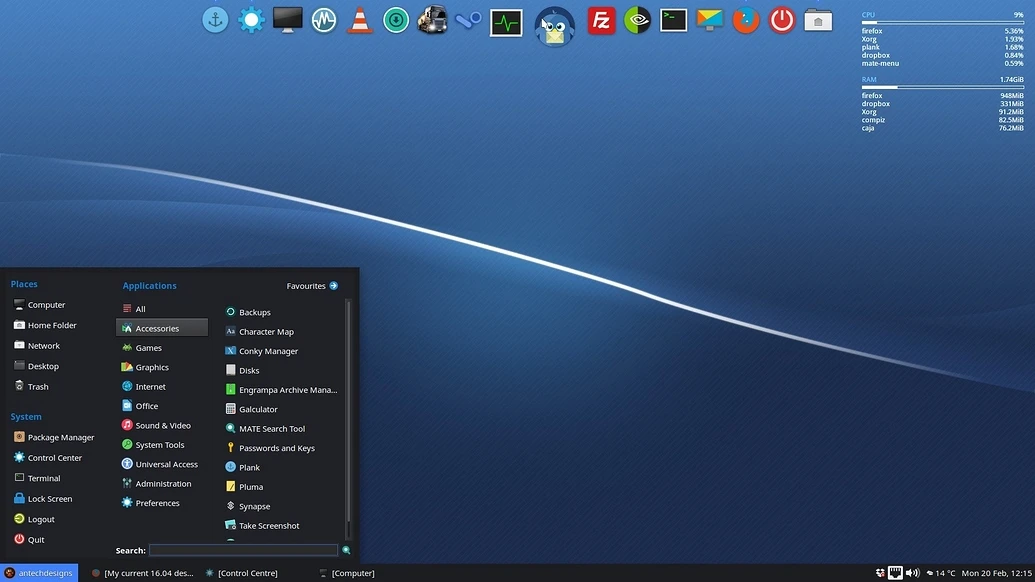 CPU 9%
firefox 5.36%
Xorg 1.93%
plank 1.68%
dropbox 0.84%
mate-menu 0.59%
RAM 1.74GiB
firefox 948MiB
dropbox 331MiB
Xorg 91.2MiB
compiz 82.5MiB
caja 76.2MiB
Places
Computer
Home Folder
Network
Desktop
Trash
System
Package Manager
Control Center
Terminal
Lock Screen
Logout
Quit
Applications
Favourites
All
Accessories
Games
Graphics
Internet
Office
Sound & Video
System Tools
Universal Access
Administration
Preferences
Backups
Character Map
Conky Manager
Disks
Engrampa Archive Mana...
Galculator
MATE Search Tool
Passwords and Keys
Plank
Pluma
Synapse
Take Screenshot
Search:
antechdesigns
[My current 16.04 des...
[Control Centre]
[Computer]
14 °C
Mon 20 Feb, 12:15